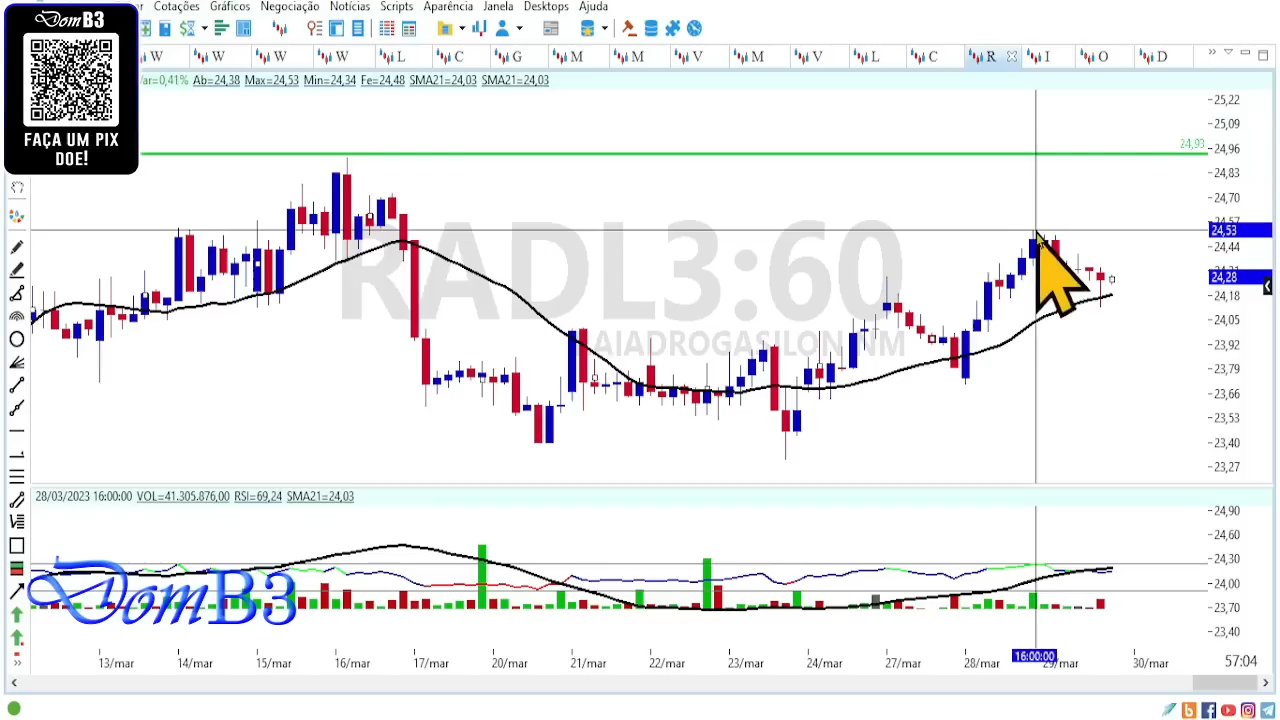 DomB3
FAÇA UM PIX
DOE!
Cotações Gráficos Negociação Notícias Scripts Aparência Janela Desktops Ajuda
W W W W L C G M M V M V L C R I O D
Var=0,41% Ab=24,38 Max=24,53 Min=24,34 Fe=24,48 SMA21=24,03 SMA21=24,03
25,22
25,09
24,96
24,93
24,83
24,70
24,57
24,53
24,44
24,28
24,18
24,05
23,92
23,79
23,66
23,53
23,40
23,27
RADL3:60
RAIADROGASILON NM
28/03/2023 16:00:00 VOL=41.305.876,00 RSI=69,24 SMA21=24,03
24,90
24,60
24,30
24,00
23,70
23,40
DomB3
13/mar 14/mar 15/mar 16/mar 17/mar 20/mar 21/mar 22/mar 23/mar 24/mar 27/mar 28/mar 16:00:00 29/mar 30/mar 57:04